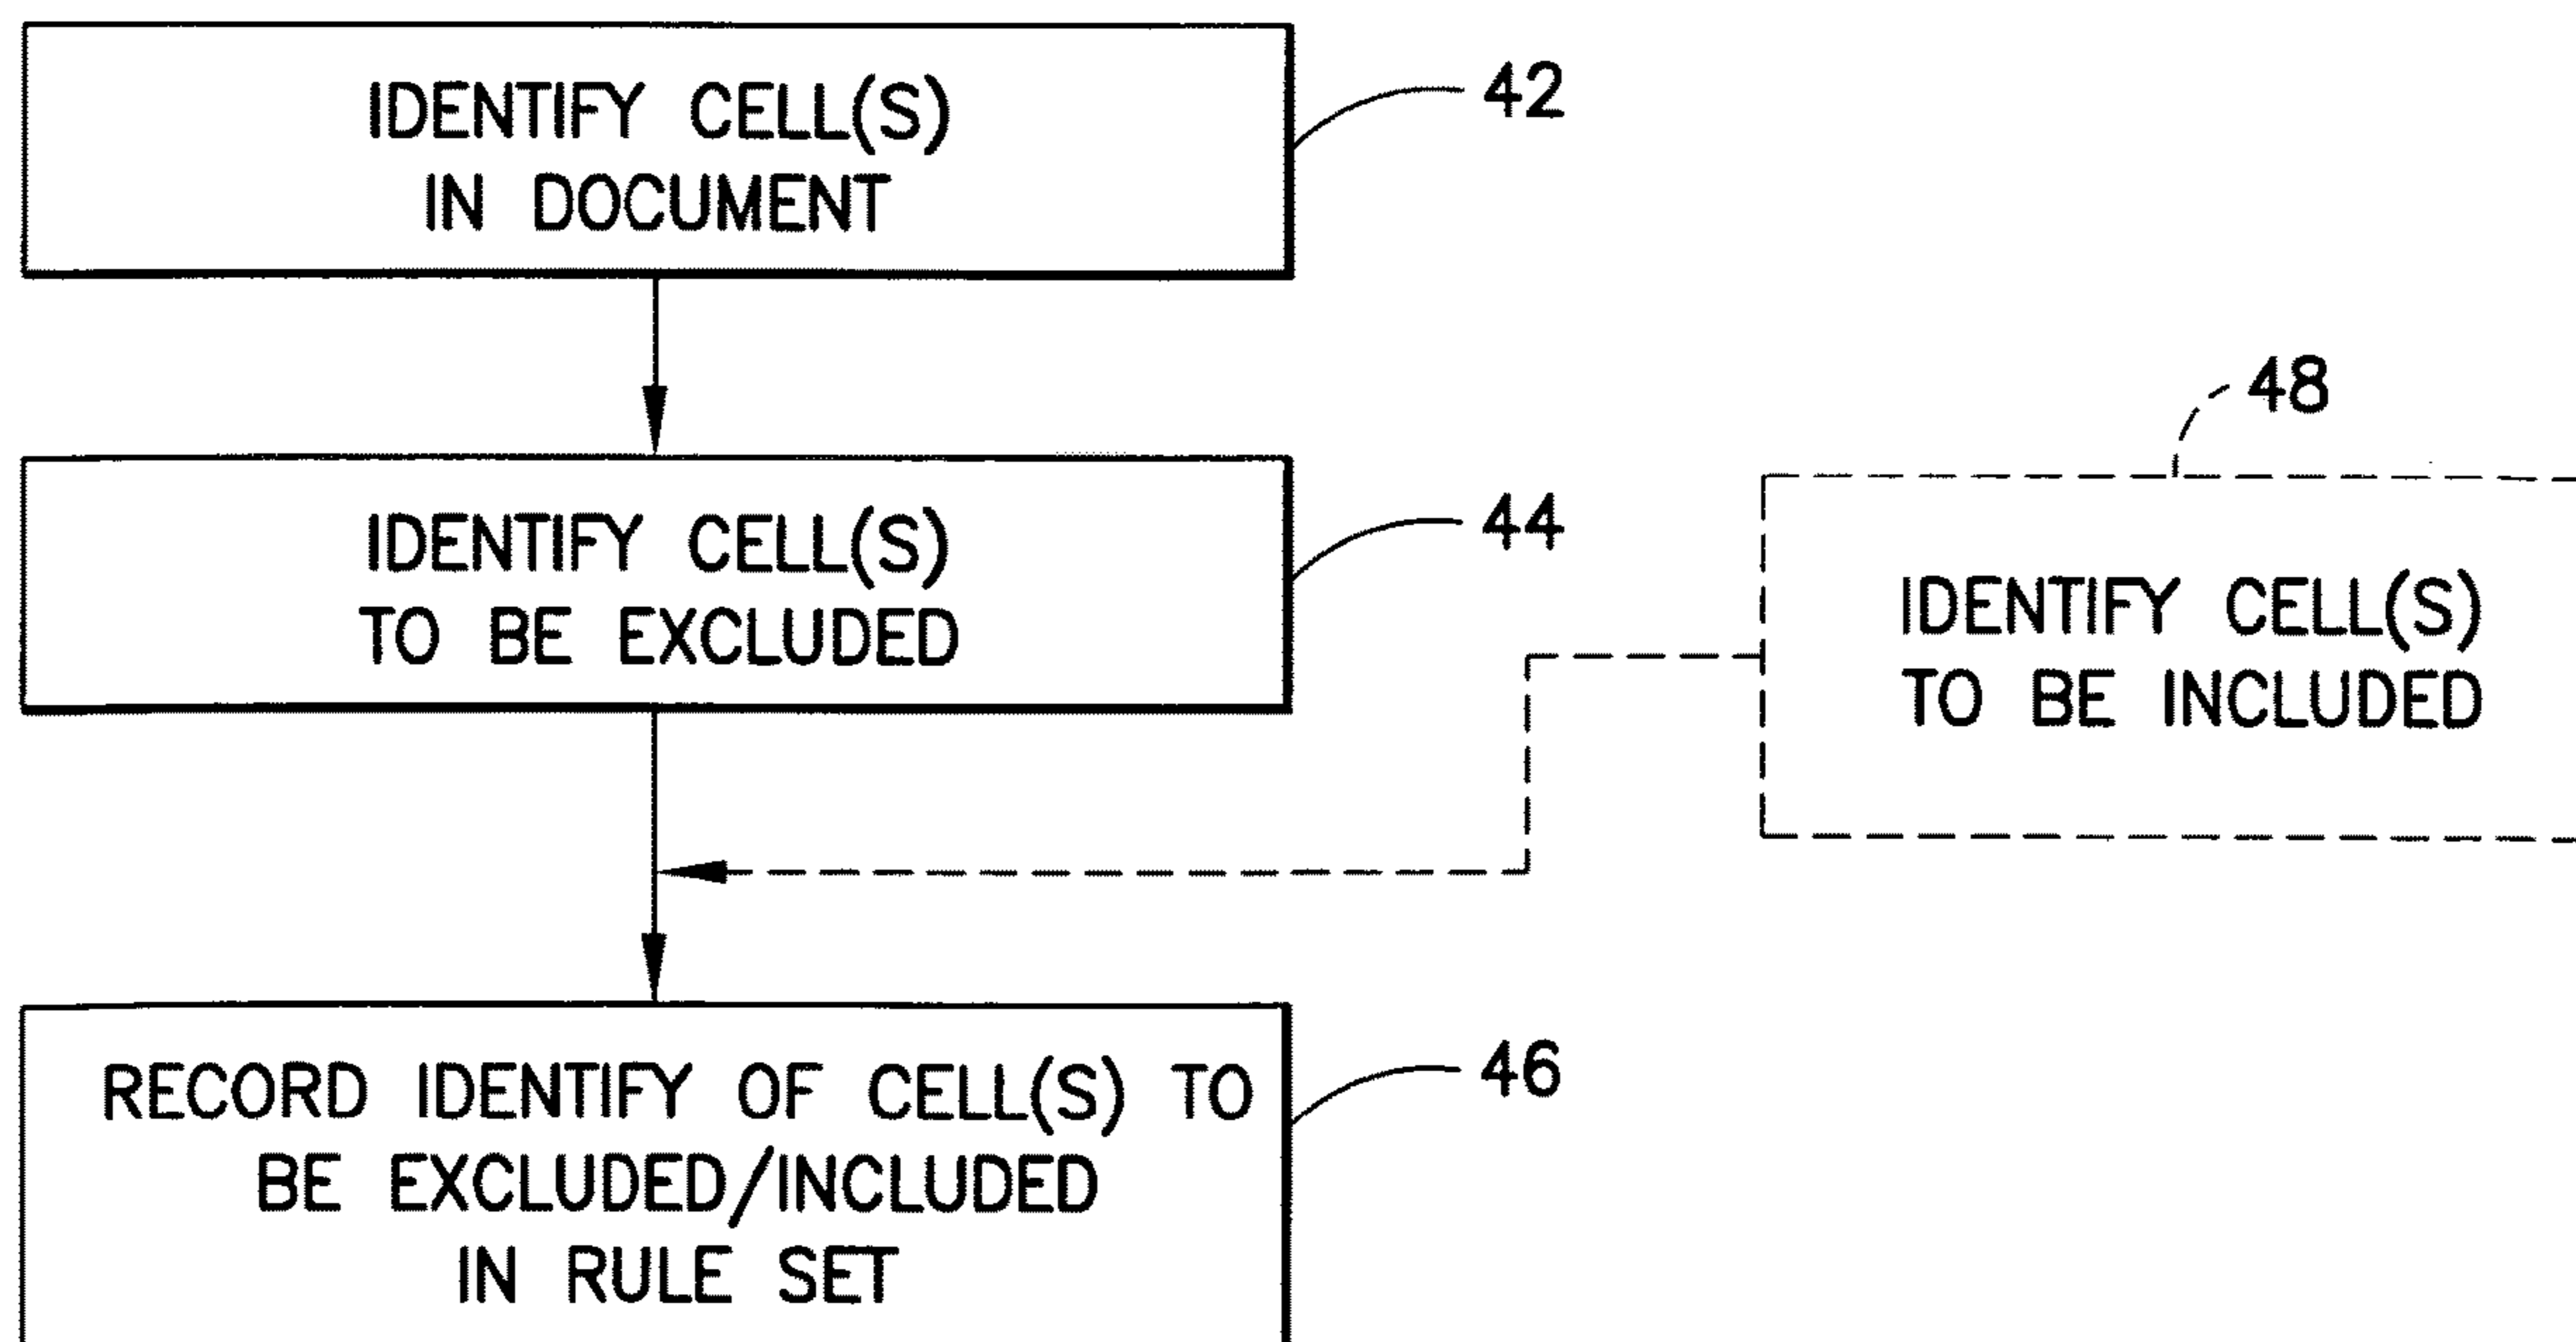 IDENTIFY CELL(S)
IN DOCUMENT
42
IDENTIFY CELL(S)
TO BE EXCLUDED
44
48
IDENTIFY CELL(S)
TO BE INCLUDED
RECORD IDENTIFY OF CELL(S) TO
BE EXCLUDED/INCLUDED
IN RULE SET
46